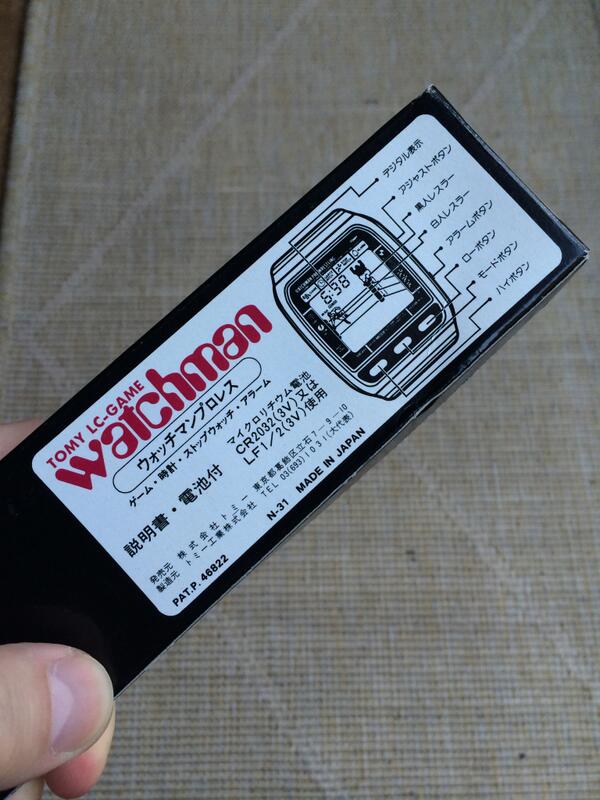 TOMY LC-GAME
watchman
ウォッチマンプロレス
ゲーム・時計・ストップウォッチ・アラーム
説明書・電池付
マイクロリチウム電池
CR2032(3V)又は
LF1/2(3V)使用
発売元 株式会社トミー 東京都葛飾区立石7-9-10
製造元 トミー工業株式会社 TEL 03(693)1031(大代表)
PAT.P. 46822
N-31 MADE IN JAPAN
デジタル表示
アジャストボタン
黒人レスラー
白人レスラー
アラームボタン
ローボタン
モードボタン
ハイボタン
6:58